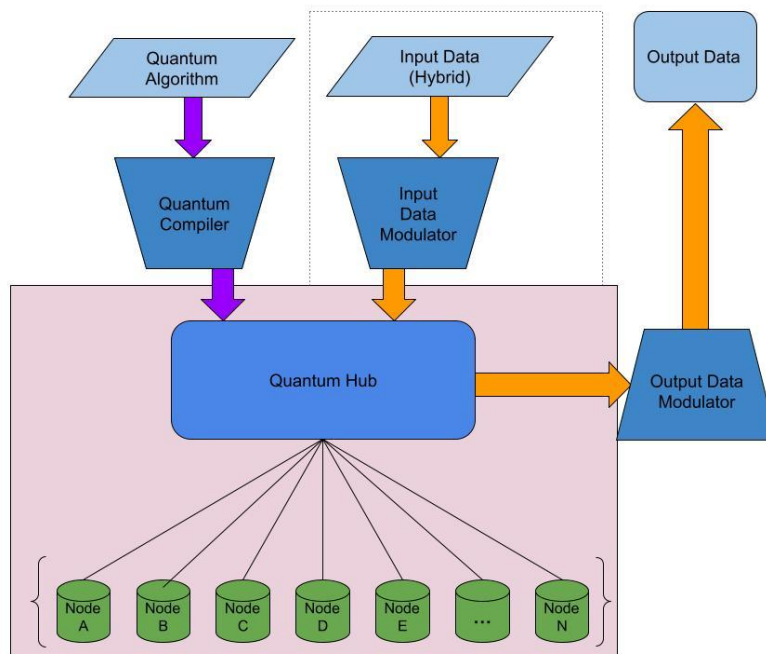 Quantum
Algorithm
Input Data
(Hybrid)
Output Data
Quantum
Compiler
Input
Data
Modulator
Quantum Hub
Output Data
Modulator
Node
A
Node
B
Node
C
Node
D
Node
E
...
Node
N